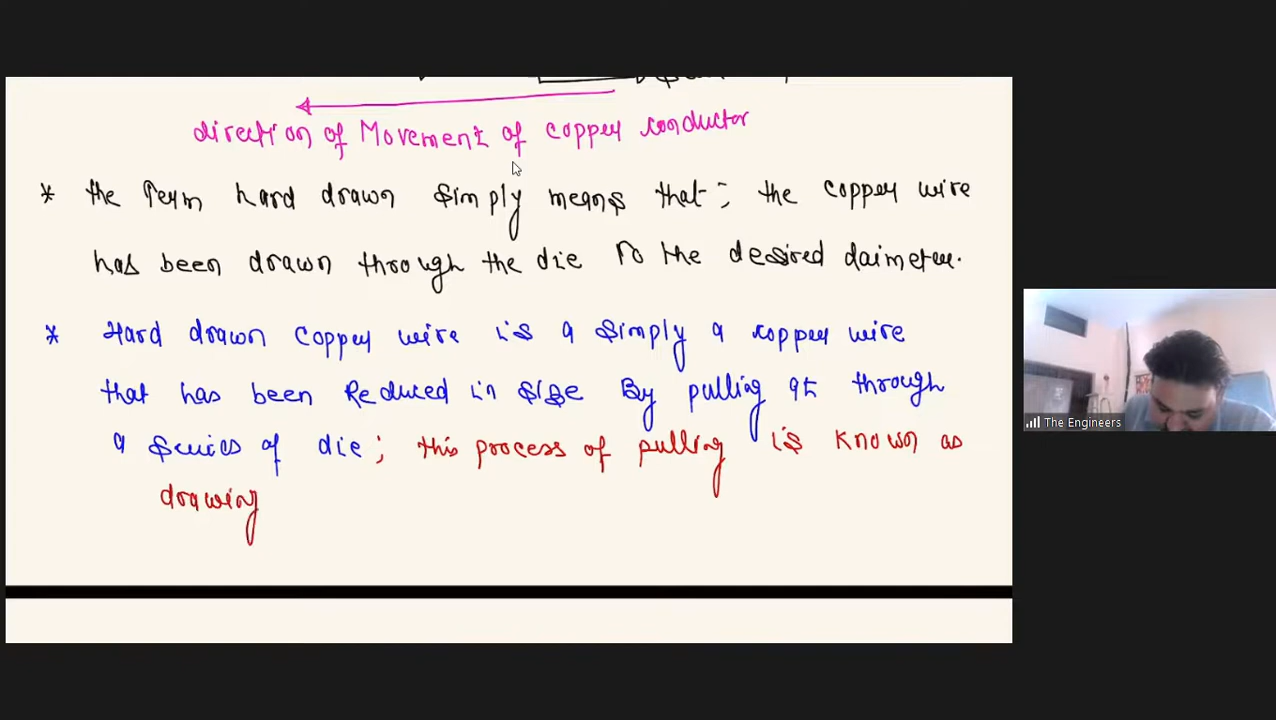 direction of Movement of copper conductor
* the Term hard drawn simply means that; the copper wire
has been drawn through the die To the desired daimeter.
* Hard drawn copper wire is a simply a copper wire
that has been Reduced in size By pulling it through
a series of die; this process of pulling is known as
drawing
The Engineers